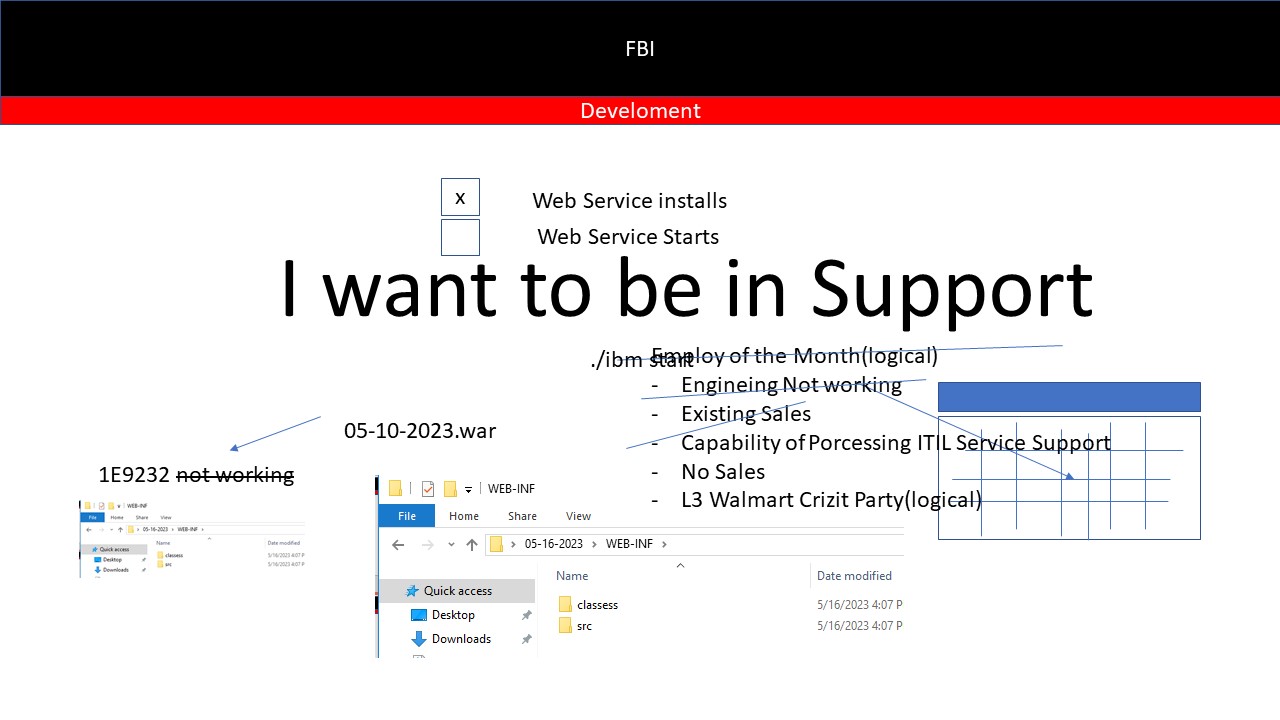 FBI
Develoment
x Web Service installs
Web Service Starts
I want to be in Support
./ibm start
Employ of the Month(logical)
- Engineing Not working
- Existing Sales
- Capability of Porcessing ITIL Service Support
- No Sales
- L3 Walmart Crizit Party(logical)
05-10-2023.war
1E9232 not working
WEB-INF
File Home Share View
05-16-2023 > WEB-INF >
Name Date modified
Quick access
classess 5/16/2023 4:07 P
Desktop
src 5/16/2023 4:07 P
Downloads
WEB-INF
File Home Share View
05-16-2023 > WEB-INF >
Name Date modified
Quick access
classess 5/16/2023 4:07 P
Desktop
src 5/16/2023 4:07 P
Downloads